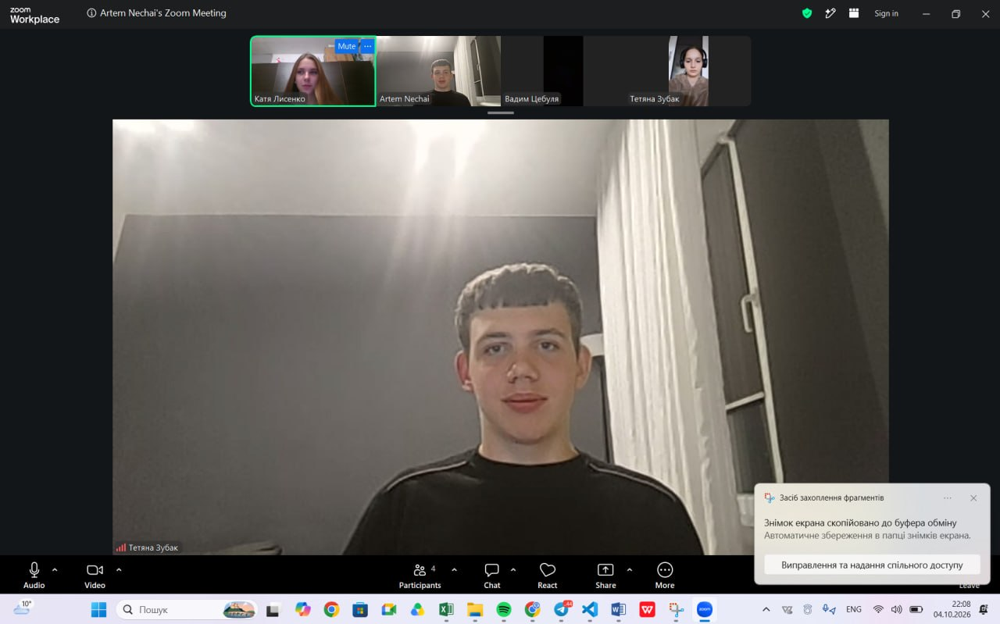 zoom
Workplace
Artem Nechai's Zoom Meeting
Sign in
Mute
Катя Лисенко
Artem Nechai
Вадим Цебуля
Тетяна Зубак
Тетяна Зубак
Засіб захоплення фрагментів
Знімок екрана скопійовано до буфера обміну
Автоматичне збереження в папці знімків екрана.
Виправлення та надання спільного доступу
Audio
Video
Participants
4
Chat
React
Share
More
Leave
10°
Пошук
44
W
zoom
ENG
22:08
04.10.2026